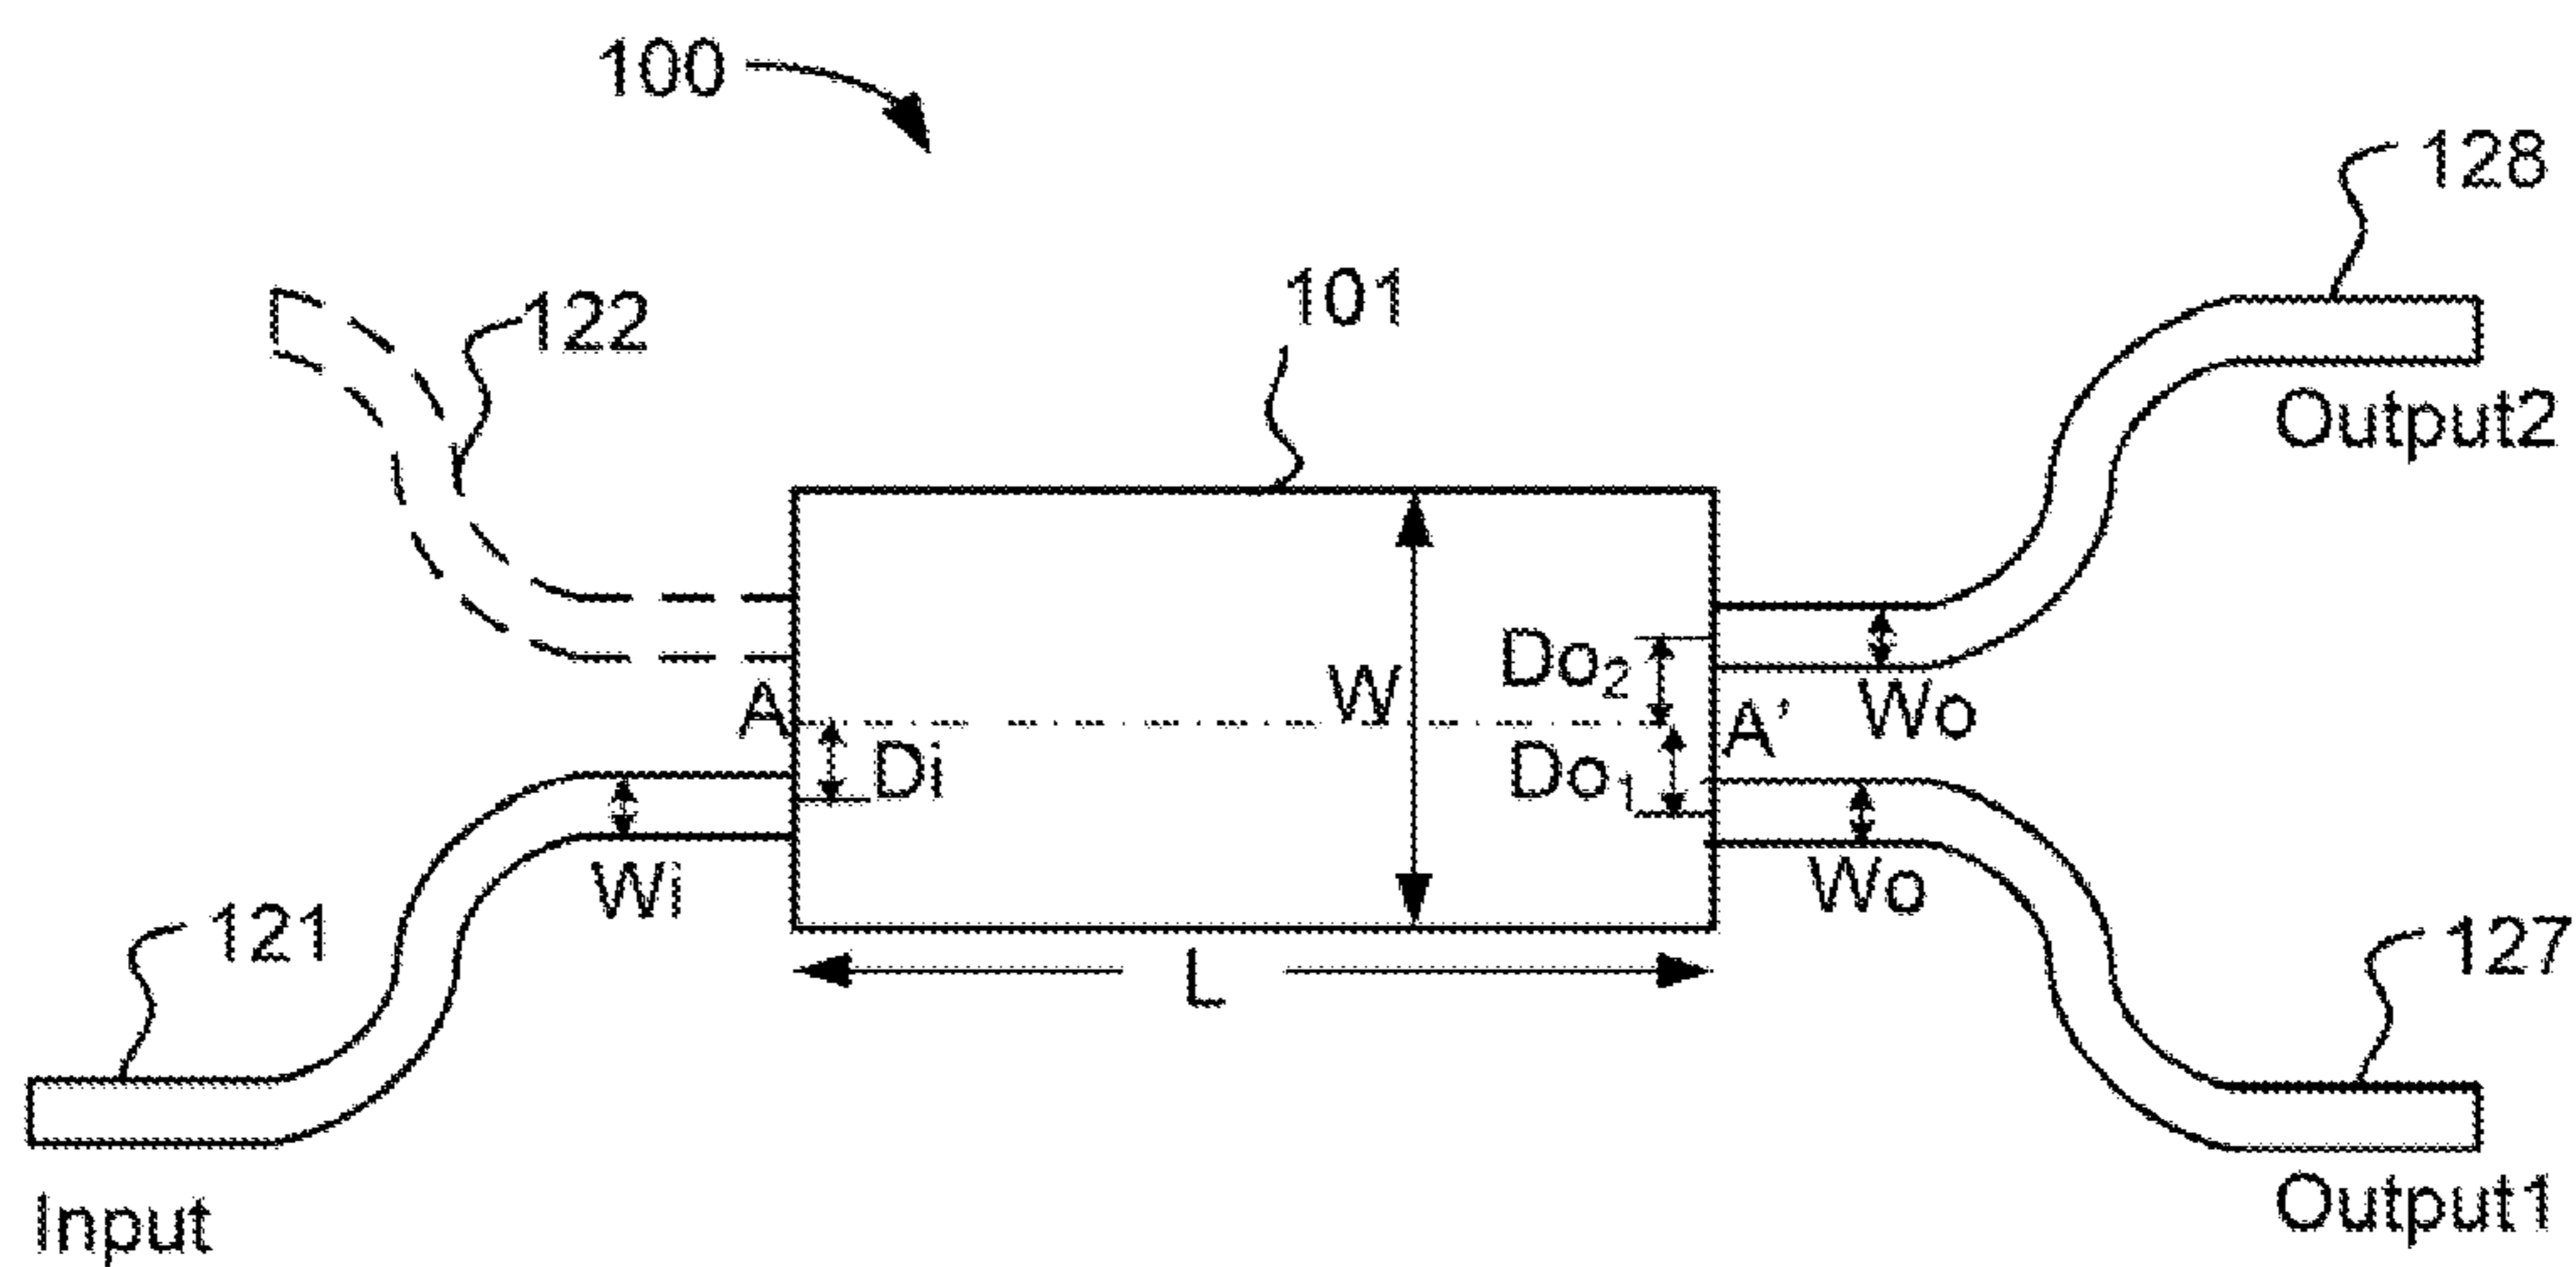 100
128
101
122
Output2
Do₂
W
A
A’
Wo
Di
Do₁
Wi
Wo
121
127
L
Input
Output1